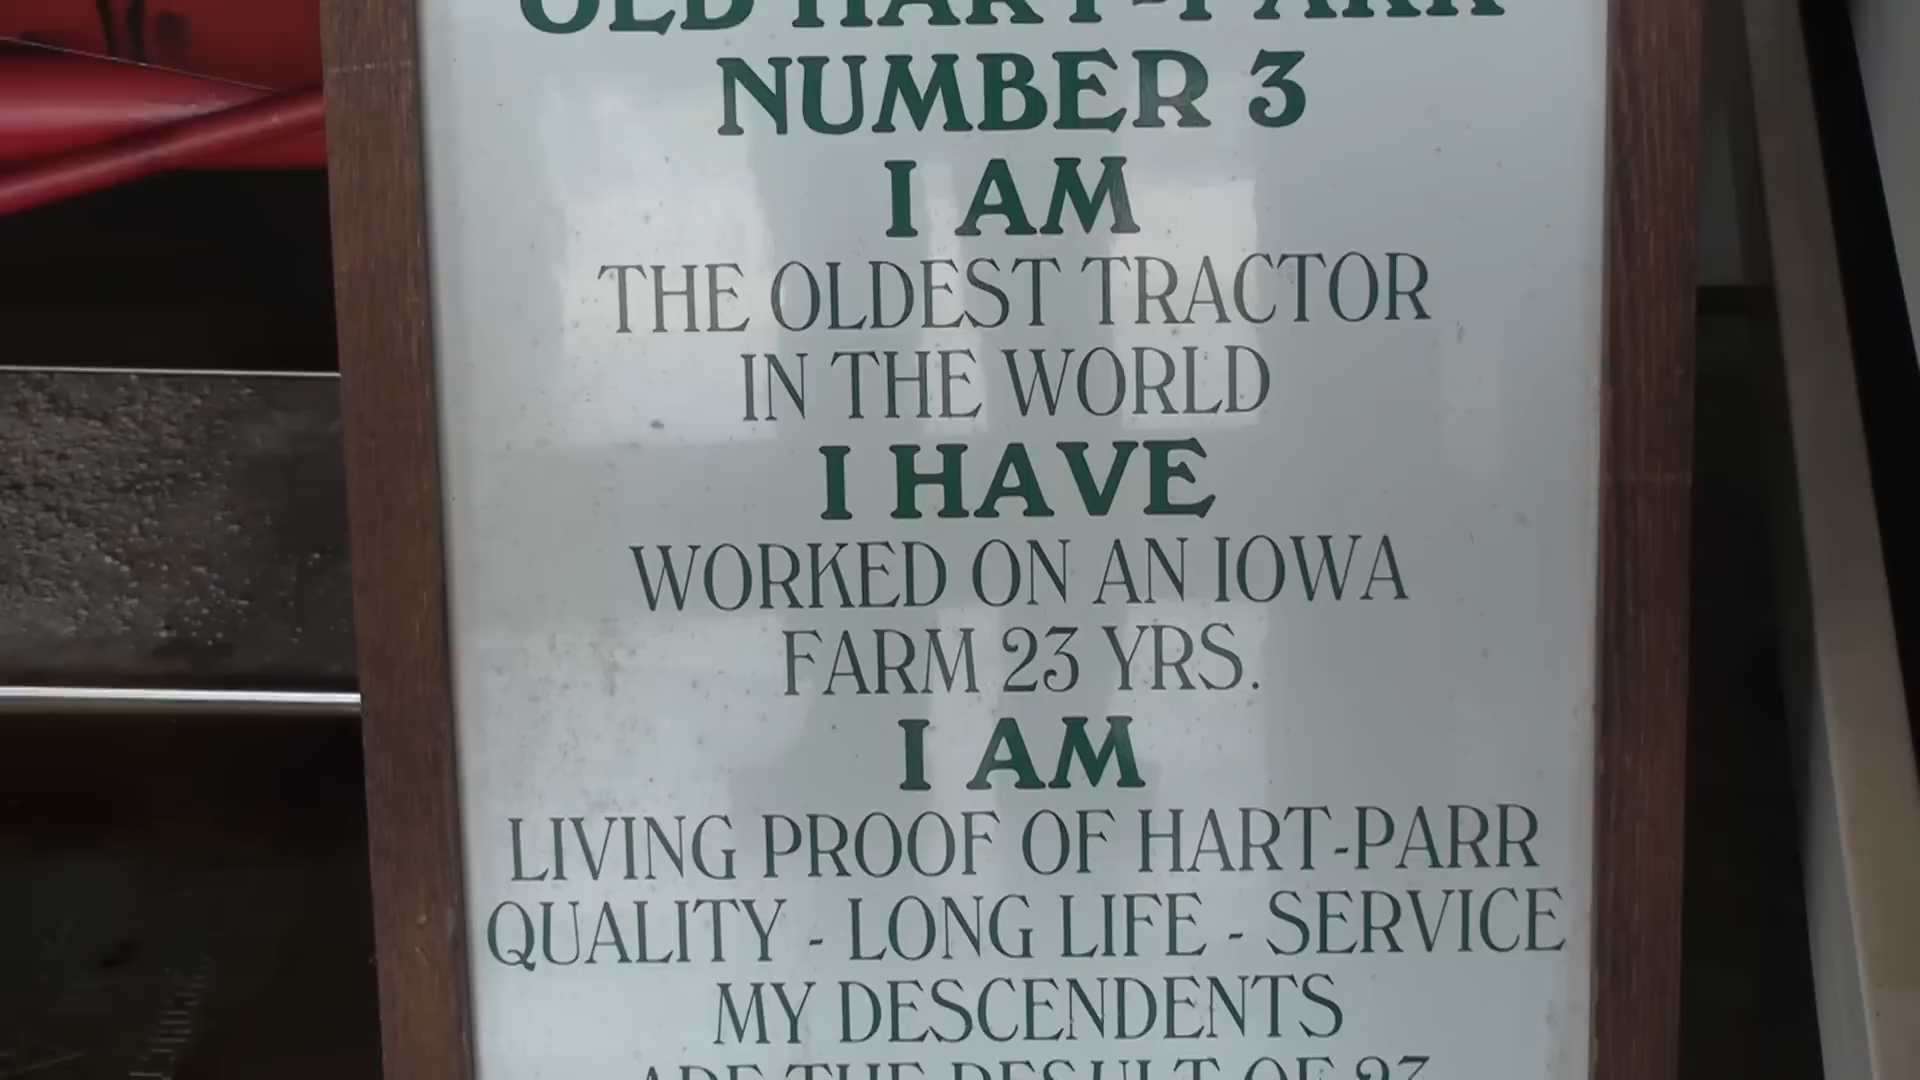 OLD HART-PARR
NUMBER 3
I AM
THE OLDEST TRACTOR
IN THE WORLD
I HAVE
WORKED ON AN IOWA
FARM 23 YRS.
I AM
LIVING PROOF OF HART-PARR
QUALITY - LONG LIFE - SERVICE
MY DESCENDENTS
ARE THE RESULT OF 27